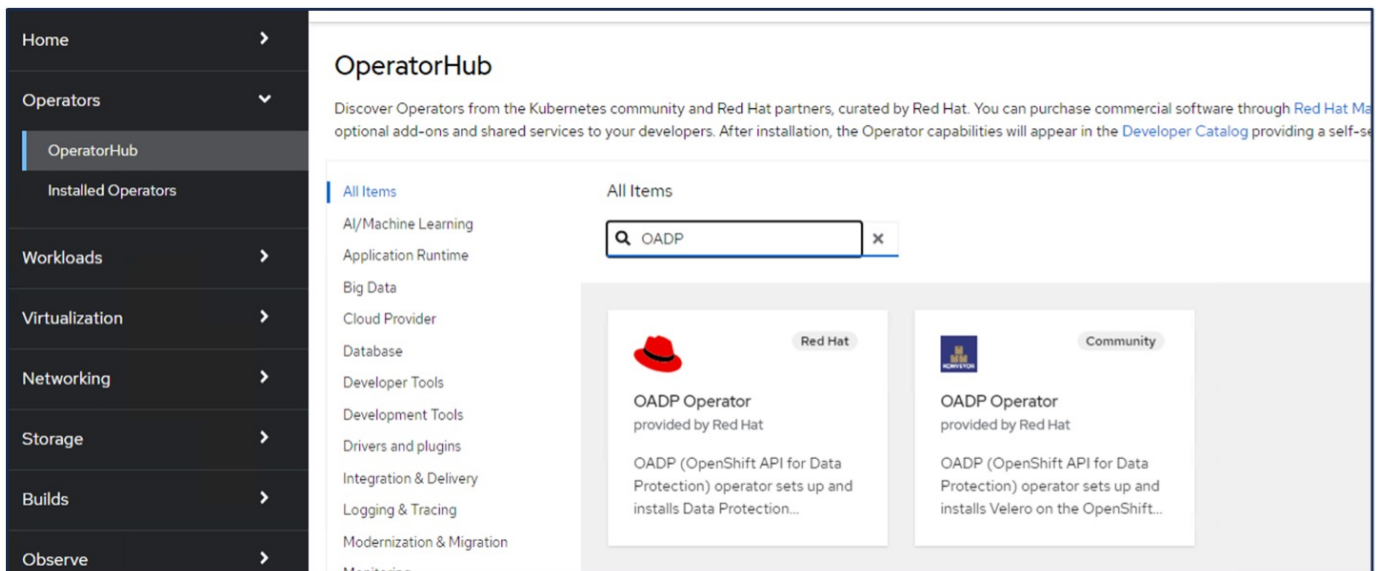 Home
Operators
OperatorHub
Installed Operators
Workloads
Virtualization
Networking
Storage
Builds
Observe
OperatorHub
Discover Operators from the Kubernetes community and Red Hat partners, curated by Red Hat. You can purchase commercial software through Red Hat Ma
optional add-ons and shared services to your developers. After installation, the Operator capabilities will appear in the Developer Catalog providing a self-se
All Items
AI/Machine Learning
Application Runtime
Big Data
Cloud Provider
Database
Developer Tools
Development Tools
Drivers and plugins
Integration & Delivery
Logging & Tracing
Modernization & Migration
Monitoring
All Items
OADP
Red Hat
OADP Operator
provided by Red Hat
OADP (OpenShift API for Data
Protection) operator sets up and
installs Data Protection...
Community
KONVEYOR
OADP Operator
provided by Red Hat
OADP (OpenShift API for Data
Protection) operator sets up and
installs Velero on the OpenShift...